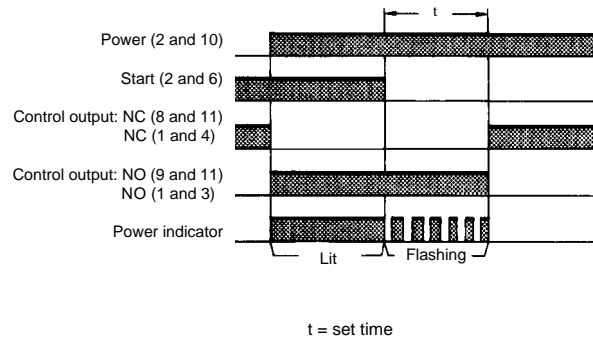 t
Power (2 and 10)
Start (2 and 6)
Control output: NC (8 and 11)
NC (1 and 4)
Control output: NO (9 and 11)
NO (1 and 3)
Power indicator
Lit
Flashing
t = set time